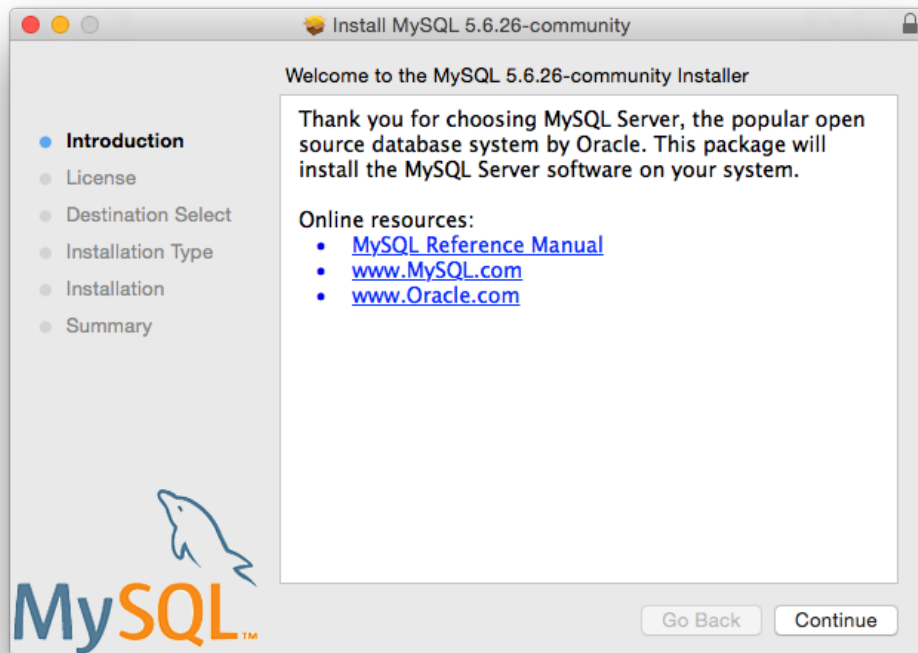 Install MySQL 5.6.26-community
Welcome to the MySQL 5.6.26-community Installer
Introduction
License
Destination Select
Installation Type
Installation
Summary
Thank you for choosing MySQL Server, the popular open
source database system by Oracle. This package will
install the MySQL Server software on your system.
Online resources:
• MySQL Reference Manual
• www.MySQL.com
• www.Oracle.com
MySQL™
Go Back
Continue